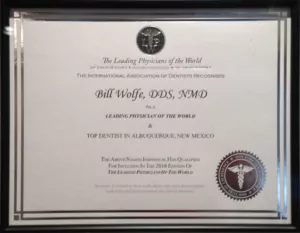 The Leading Physicians of the World
THE INTERNATIONAL ASSOCIATION OF DENTISTS RECOGNIZES
Bill Wolfe, DDS, NMD
As a
LEADING PHYSICIAN OF THE WORLD
&
TOP DENTIST IN ALBUQUERQUE, NEW MEXICO
THE ABOVE NAMED INDIVIDUAL HAS QUALIFIED
FOR INCLUSION IN THE 2018 EDITION OF
THE LEADING PHYSICIANS OF THE WORLD